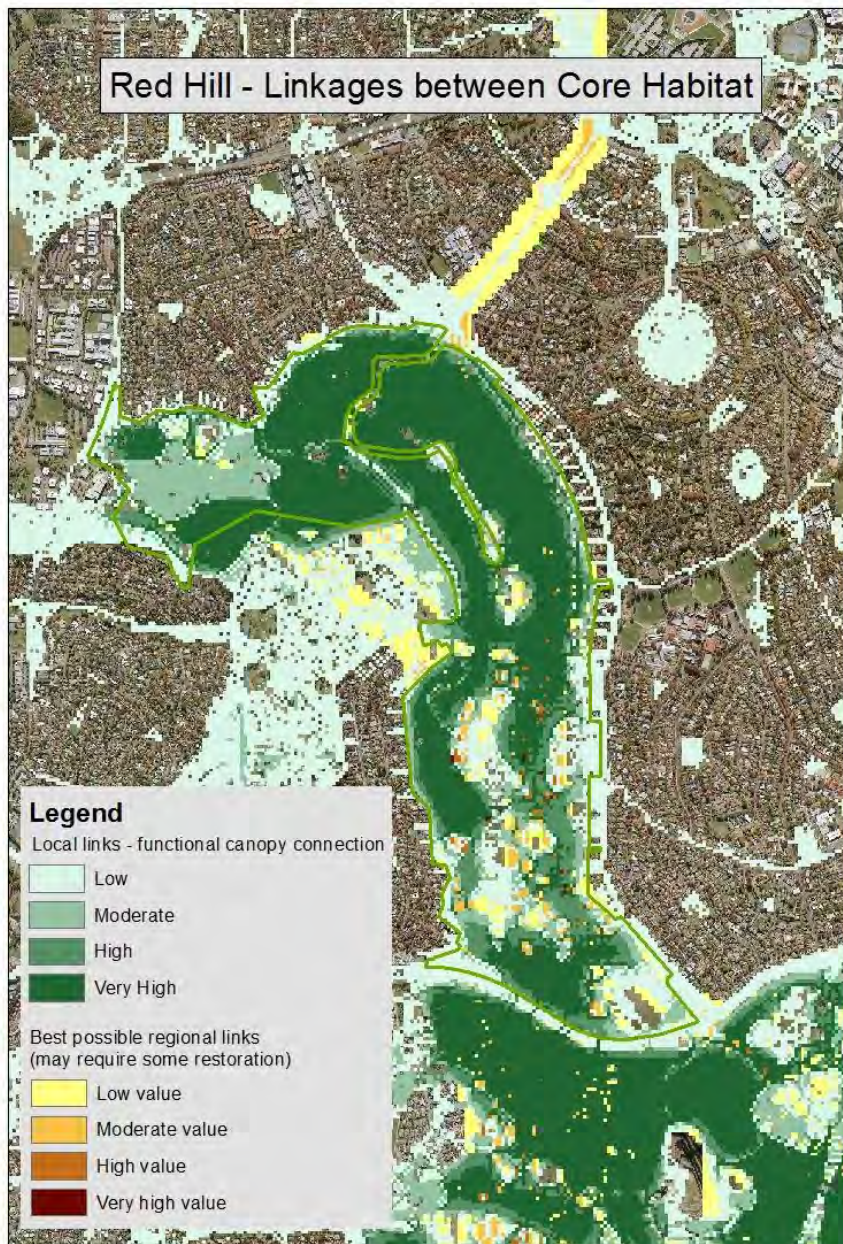 Red Hill - Linkages between Core Habitat
Legend
Local links - functional canopy connection
Low
Moderate
High
Very High
Best possible regional links
(may require some restoration)
Low value
Moderate value
High value
Very high value